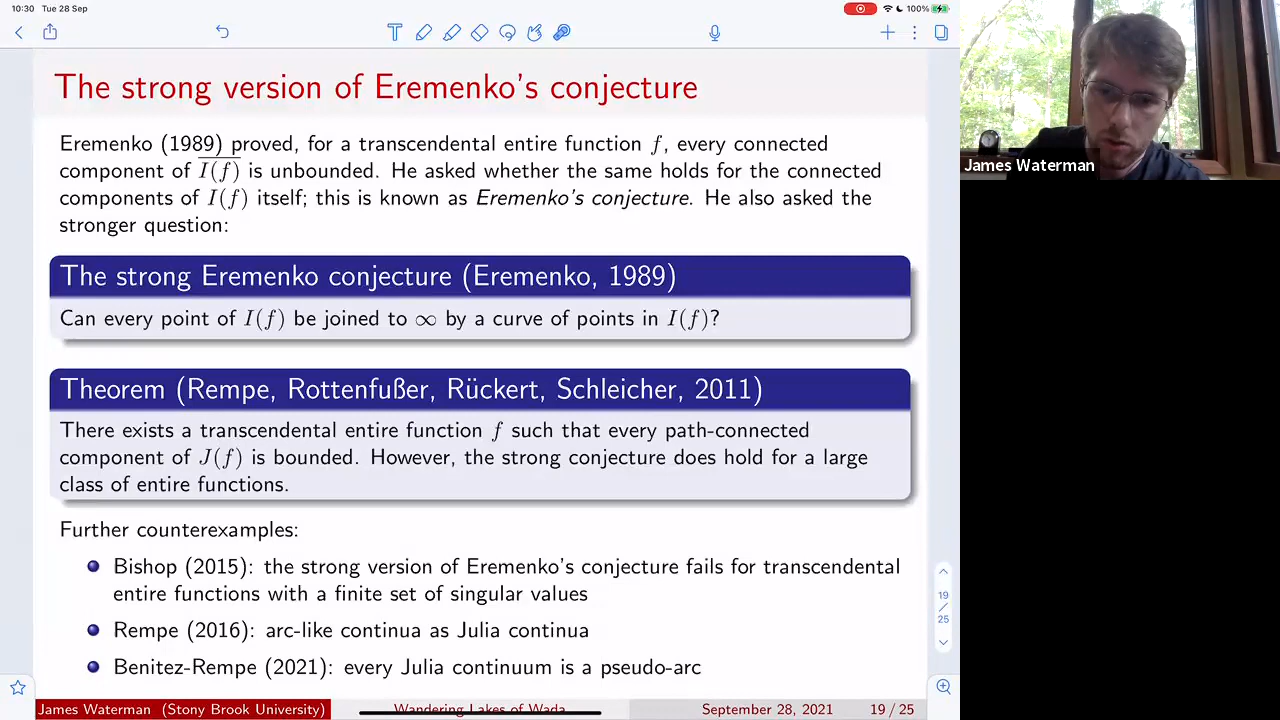 10:30 Tue 28 Sep
100%
The strong version of Eremenko's conjecture
Eremenko (1989) proved, for a transcendental entire function f, every connected
component of \overline{I(f)} is unbounded. He asked whether the same holds for the connected
components of I(f) itself; this is known as Eremenko's conjecture. He also asked the
stronger question:
The strong Eremenko conjecture (Eremenko, 1989)
Can every point of I(f) be joined to ∞ by a curve of points in I(f)?
Theorem (Rempe, Rottenfußer, Rückert, Schleicher, 2011)
There exists a transcendental entire function f such that every path-connected
component of J(f) is bounded. However, the strong conjecture does hold for a large
class of entire functions.
Further counterexamples:
Bishop (2015): the strong version of Eremenko's conjecture fails for transcendental
entire functions with a finite set of singular values
Rempe (2016): arc-like continua as Julia continua
Benitez-Rempe (2021): every Julia continuum is a pseudo-arc
19
/
25
James Waterman (Stony Brook University)
Wandering Lakes of Wada
September 28, 2021
19 / 25
James Waterman